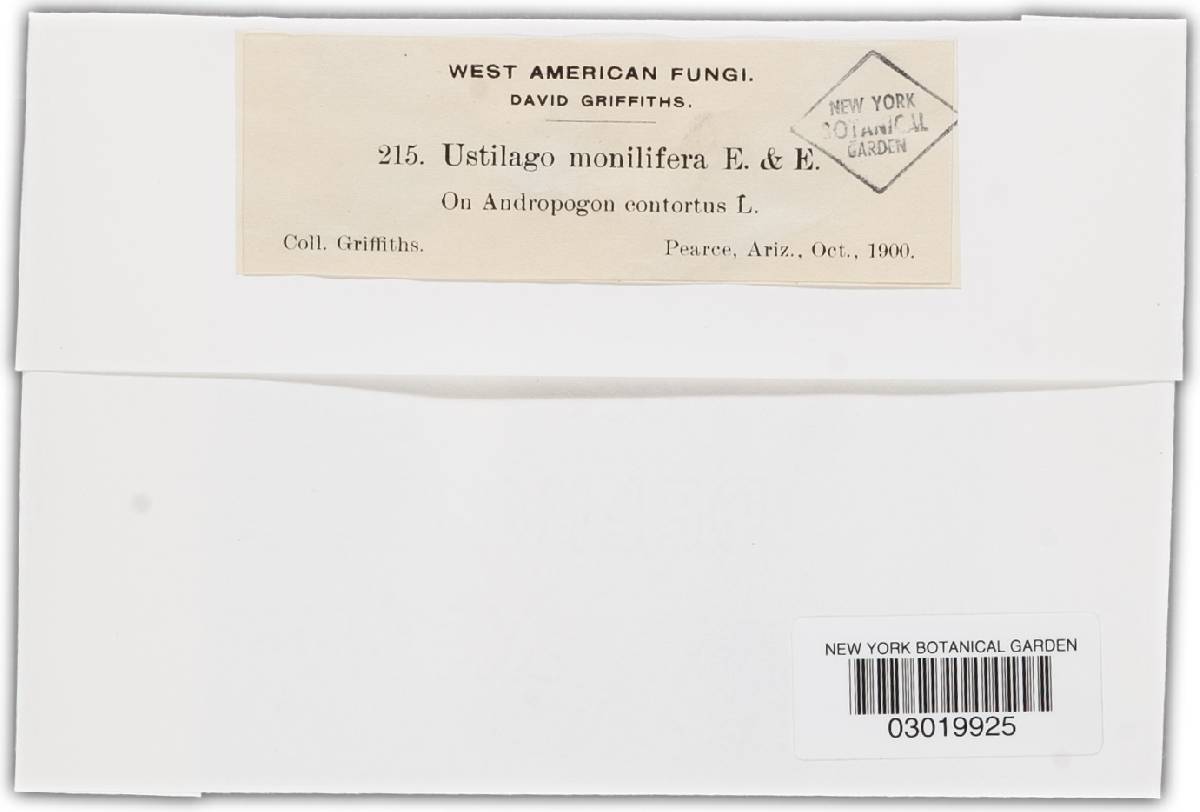 WEST AMERICAN FUNGI.
DAVID GRIFFITHS.
NEW YORK
BOTANICAL
GARDEN
215. Ustilago monilifera E. & E.
On Andropogon contortus L.
Coll. Griffiths.
Pearce, Ariz., Oct., 1900.
NEW YORK BOTANICAL GARDEN
03019925